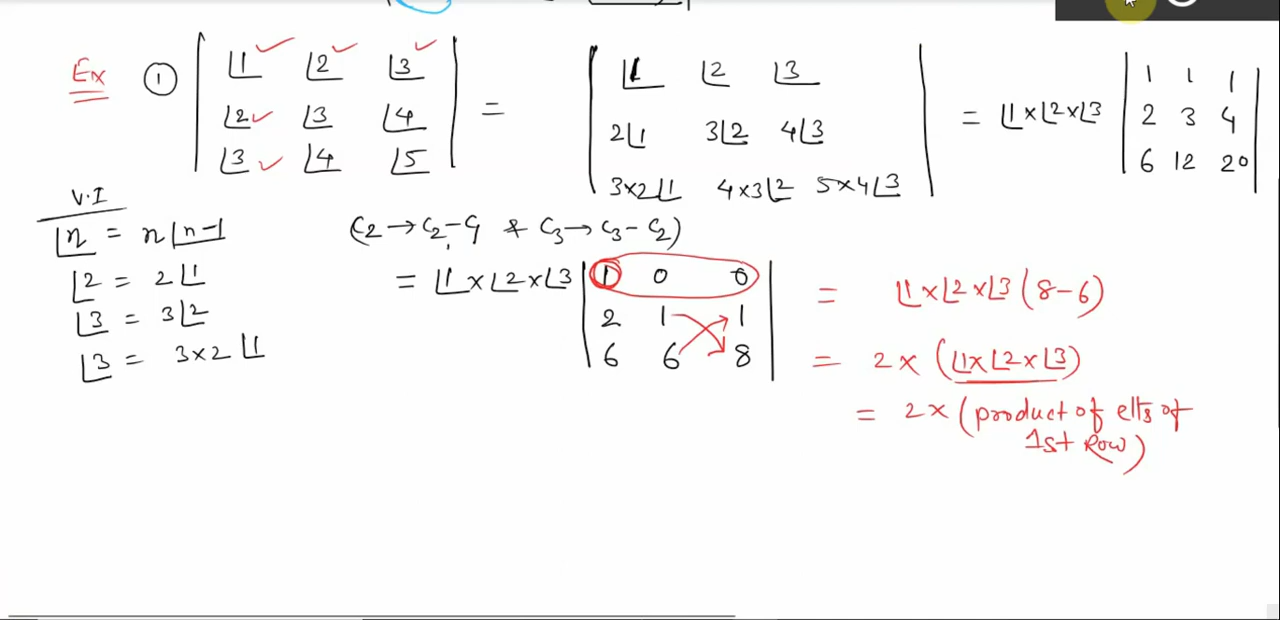 Ex ① | ⌊1 ⌊2 ⌊3 | = | ⌊1 ⌊2 ⌊3 | = ⌊1 × ⌊2 × ⌊3 | 1 1 1 |
| ⌊2 ⌊3 ⌊4 | | 2⌊1 3⌊2 4⌊3 | | 2 3 4 |
| ⌊3 ⌊4 ⌊5 | | 3×2⌊1 4×3⌊2 5×4⌊3 | | 6 12 20 |
V.I
⌊n = n⌊n-1
⌊2 = 2⌊1
⌊3 = 3⌊2
⌊3 = 3×2 ⌊1
(C2 → C2-C1 & C3 → C3-C2)
= ⌊1 × ⌊2 × ⌊3 | 1 0 0 |
| 2 1 1 |
| 6 6 8 |
= ⌊1 × ⌊2 × ⌊3 (8-6)
= 2 × (⌊1 × ⌊2 × ⌊3)
= 2 × (product of elts of
1st Row)